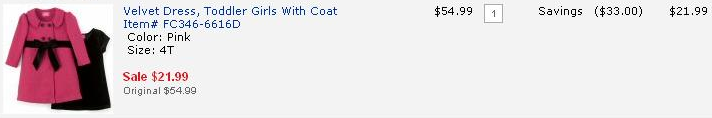 Velvet Dress, Toddler Girls With Coat $54.99 1 Savings ($33.00) $21.99
Item# FC346-6616D
Color: Pink
Size: 4T
Sale $21.99
Original $54.99